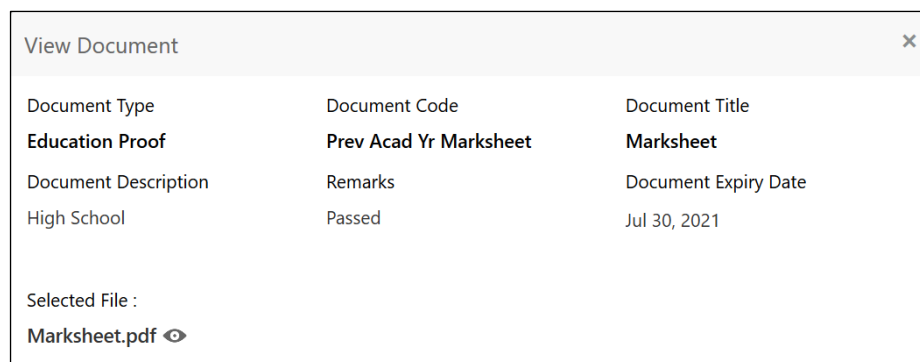 View Document ×
Document Type Document Code Document Title
Education Proof Prev Acad Yr Marksheet Marksheet
Document Description Remarks Document Expiry Date
High School Passed Jul 30, 2021
Selected File :
Marksheet.pdf